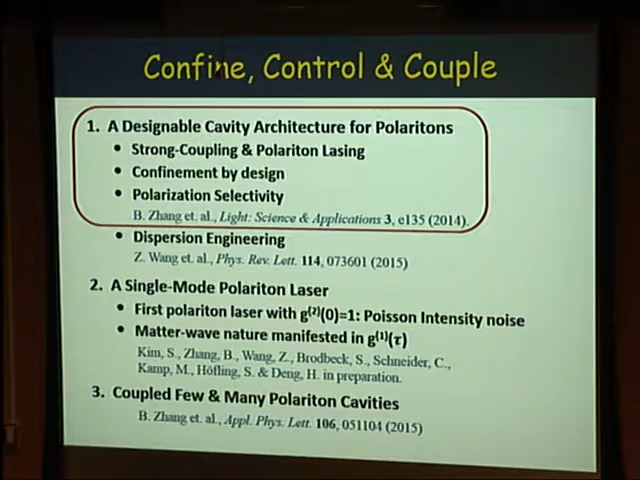 Confine, Control & Couple
1. A Designable Cavity Architecture for Polaritons
• Strong-Coupling & Polariton Lasing
• Confinement by design
• Polarization Selectivity
B. Zhang et. al., Light: Science & Applications 3, e135 (2014).
• Dispersion Engineering
Z. Wang et. al., Phys. Rev. Lett. 114, 073601 (2015)
2. A Single-Mode Polariton Laser
• First polariton laser with g(2)(0)=1: Poisson Intensity noise
• Matter-wave nature manifested in g(1)(τ)
Kim, S., Zhang, B., Wang, Z., Brodbeck, S., Schneider, C.,
Kamp, M., Höfling, S. & Deng, H. in preparation.
3. Coupled Few & Many Polariton Cavities
B. Zhang et. al., Appl. Phys. Lett. 106, 051104 (2015)